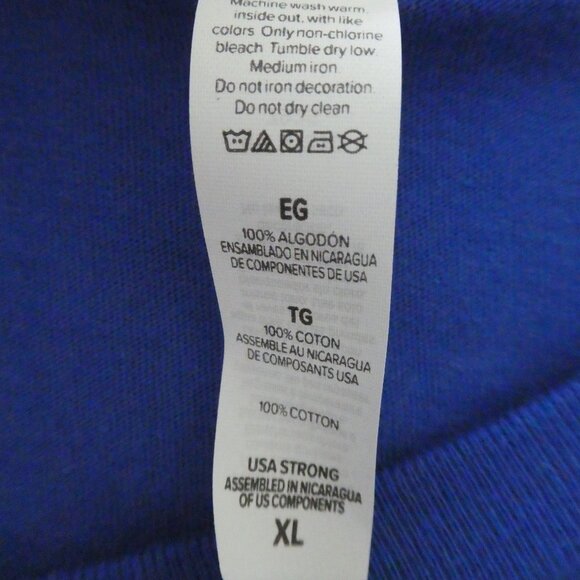 Machine wash warm
inside out, with like
colors. Only non-chlorine
bleach. Tumble dry low.
Medium iron.
Do not iron decoration.
Do not dry clean.
EG
100% ALGODÓN
ENSAMBLADO EN NICARAGUA
DE COMPONENTES DE USA
TG
100% COTON
ASSEMBLE AU NICARAGUA
DE COMPOSANTS USA
100% COTTON
USA STRONG
ASSEMBLED IN NICARAGUA
OF US COMPONENTS
XL